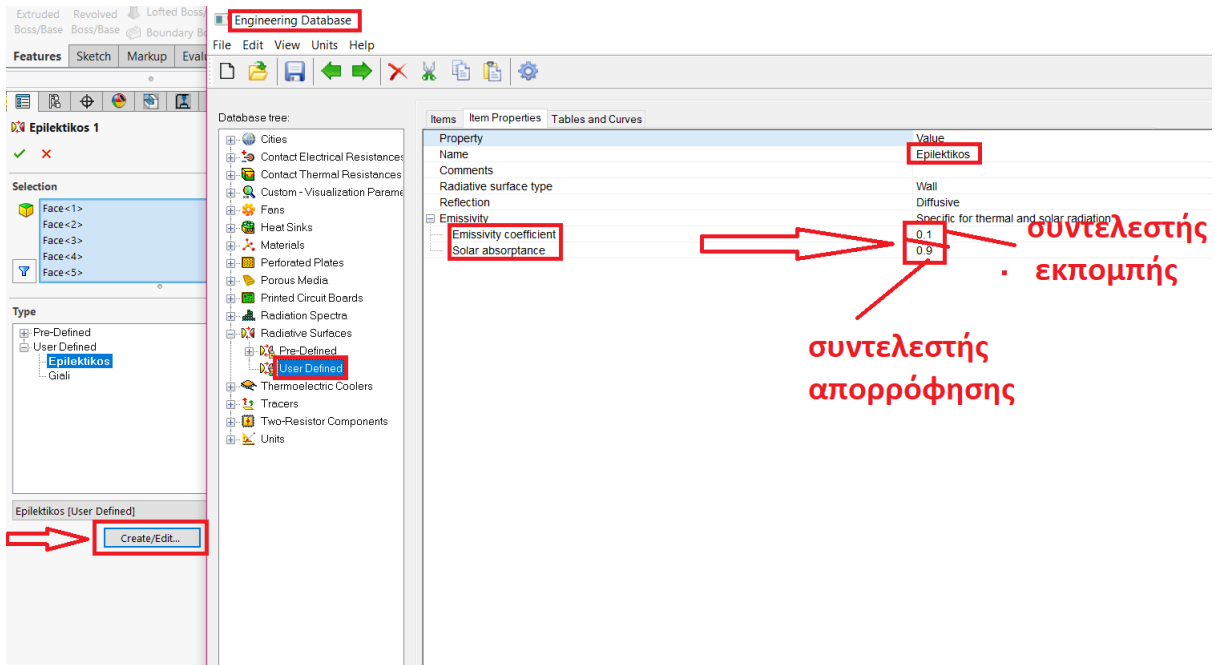 Extruded Boss/Base
Revolved Boss/Base
Lofted Boss/
Boundary Bo
Features Sketch Markup Evalu
Epilektikos 1
Selection
Face<1>
Face<2>
Face<3>
Face<4>
Face<5>
Type
Pre-Defined
User Defined
Epilektikos
Giali
Epilektikos [User Defined]
Create/Edit...
Engineering Database
File Edit View Units Help
Database tree:
Cities
Contact Electrical Resistances
Contact Thermal Resistances
Custom - Visualization Parame
Fans
Heat Sinks
Materials
Perforated Plates
Porous Media
Printed Circuit Boards
Radiation Spectra
Radiative Surfaces
Pre-Defined
User Defined
Thermoelectric Coolers
Tracers
Two-Resistor Components
Units
Items Item Properties Tables and Curves
Property Value
Name Epilektikos
Comments
Radiative surface type Wall
Reflection Diffusive
Emissivity Specific for thermal and solar radiation
Emissivity coefficient 0.1
Solar absorptance 0.9
συντελεστής
εκπομπής
συντελεστής
απορρόφησης